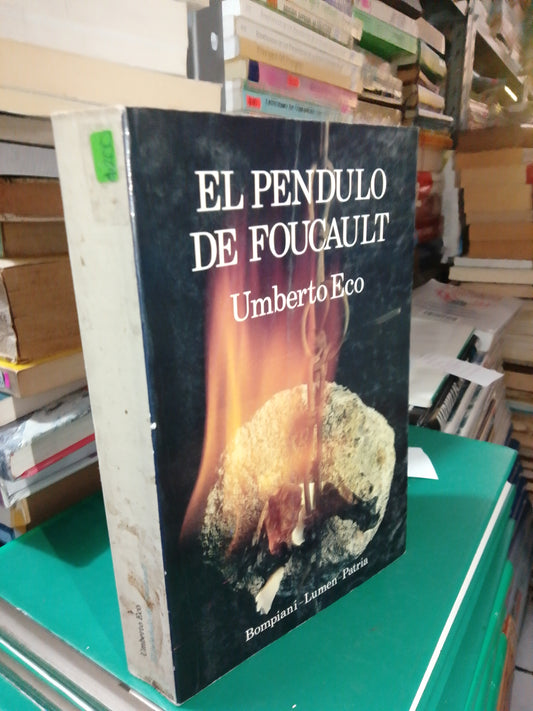 EL PENDULO
DE FOUCAULT
Umberto Eco
Bompiani - Lumen - Patria
Umberto Eco